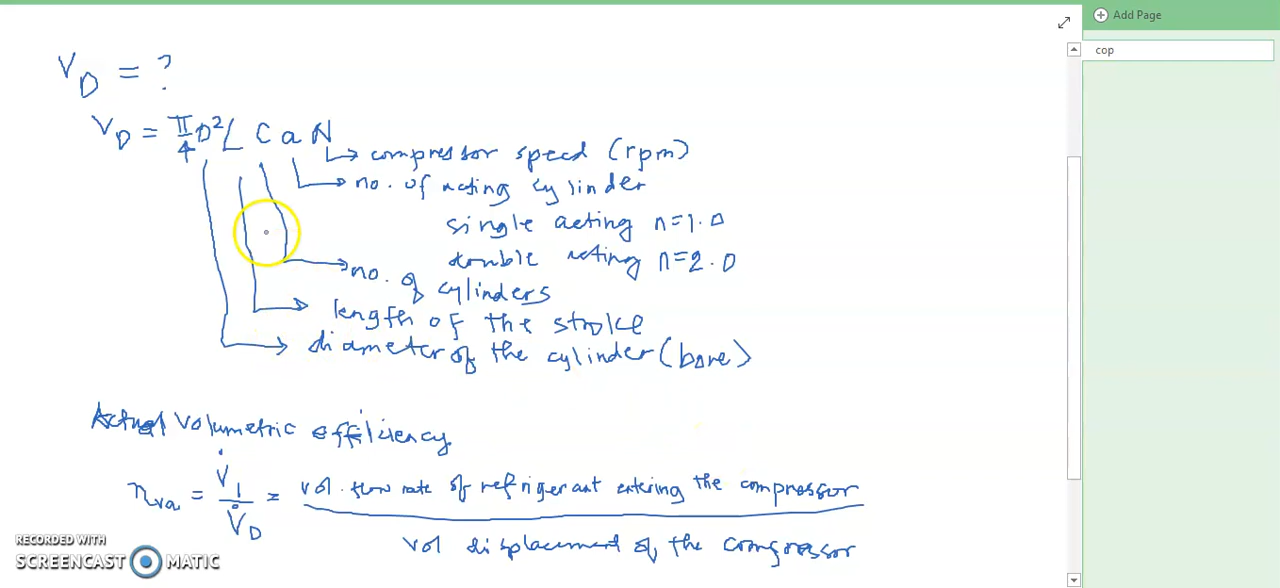 Add Page
cop
V_D = ?
V_D = π/4 D² L C a N
compressor speed (rpm)
no. of acting cylinder
single acting n=1.0
double acting n=2.0
no. of cylinders
length of the stroke
diameter of the cylinder (bore)
Actual volumetric efficiency
η_va = V̇_1 / V̇_D = vol. flow rate of refrigerant entering the compressor / vol displacement of the compressor
RECORDED WITH
SCREENCAST MATIC